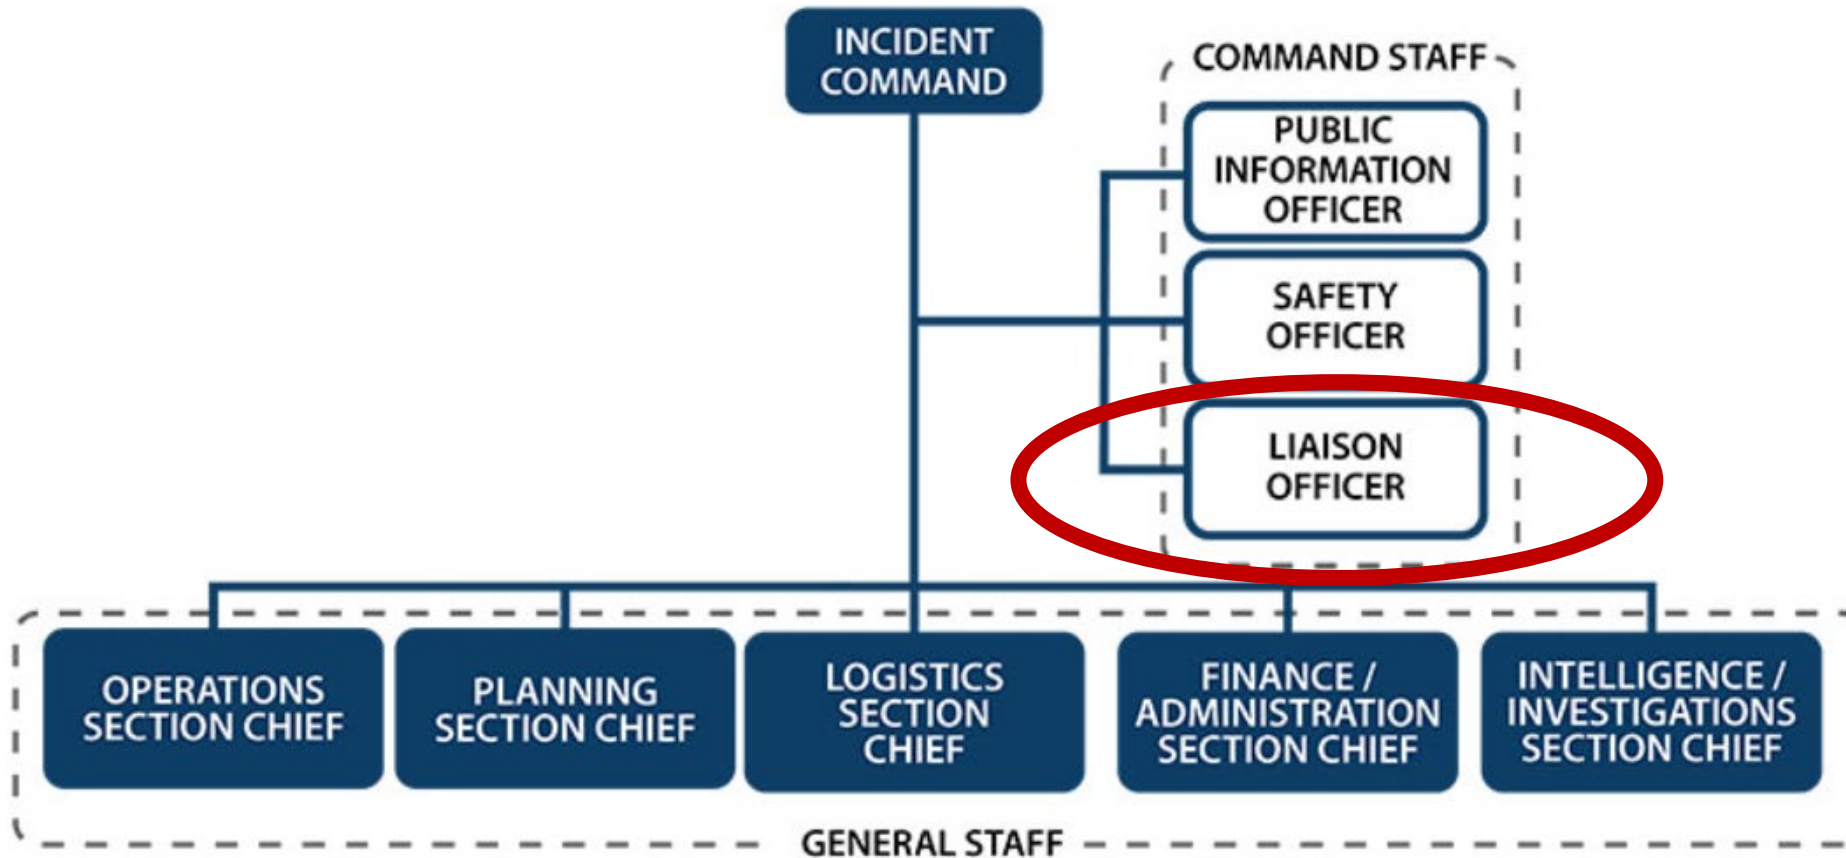 INCIDENT
COMMAND
COMMAND STAFF
PUBLIC
INFORMATION
OFFICER
SAFETY
OFFICER
LIAISON
OFFICER
OPERATIONS
SECTION CHIEF
PLANNING
SECTION CHIEF
LOGISTICS
SECTION
CHIEF
FINANCE /
ADMINISTRATION
SECTION CHIEF
INTELLIGENCE /
INVESTIGATIONS
SECTION CHIEF
GENERAL STAFF